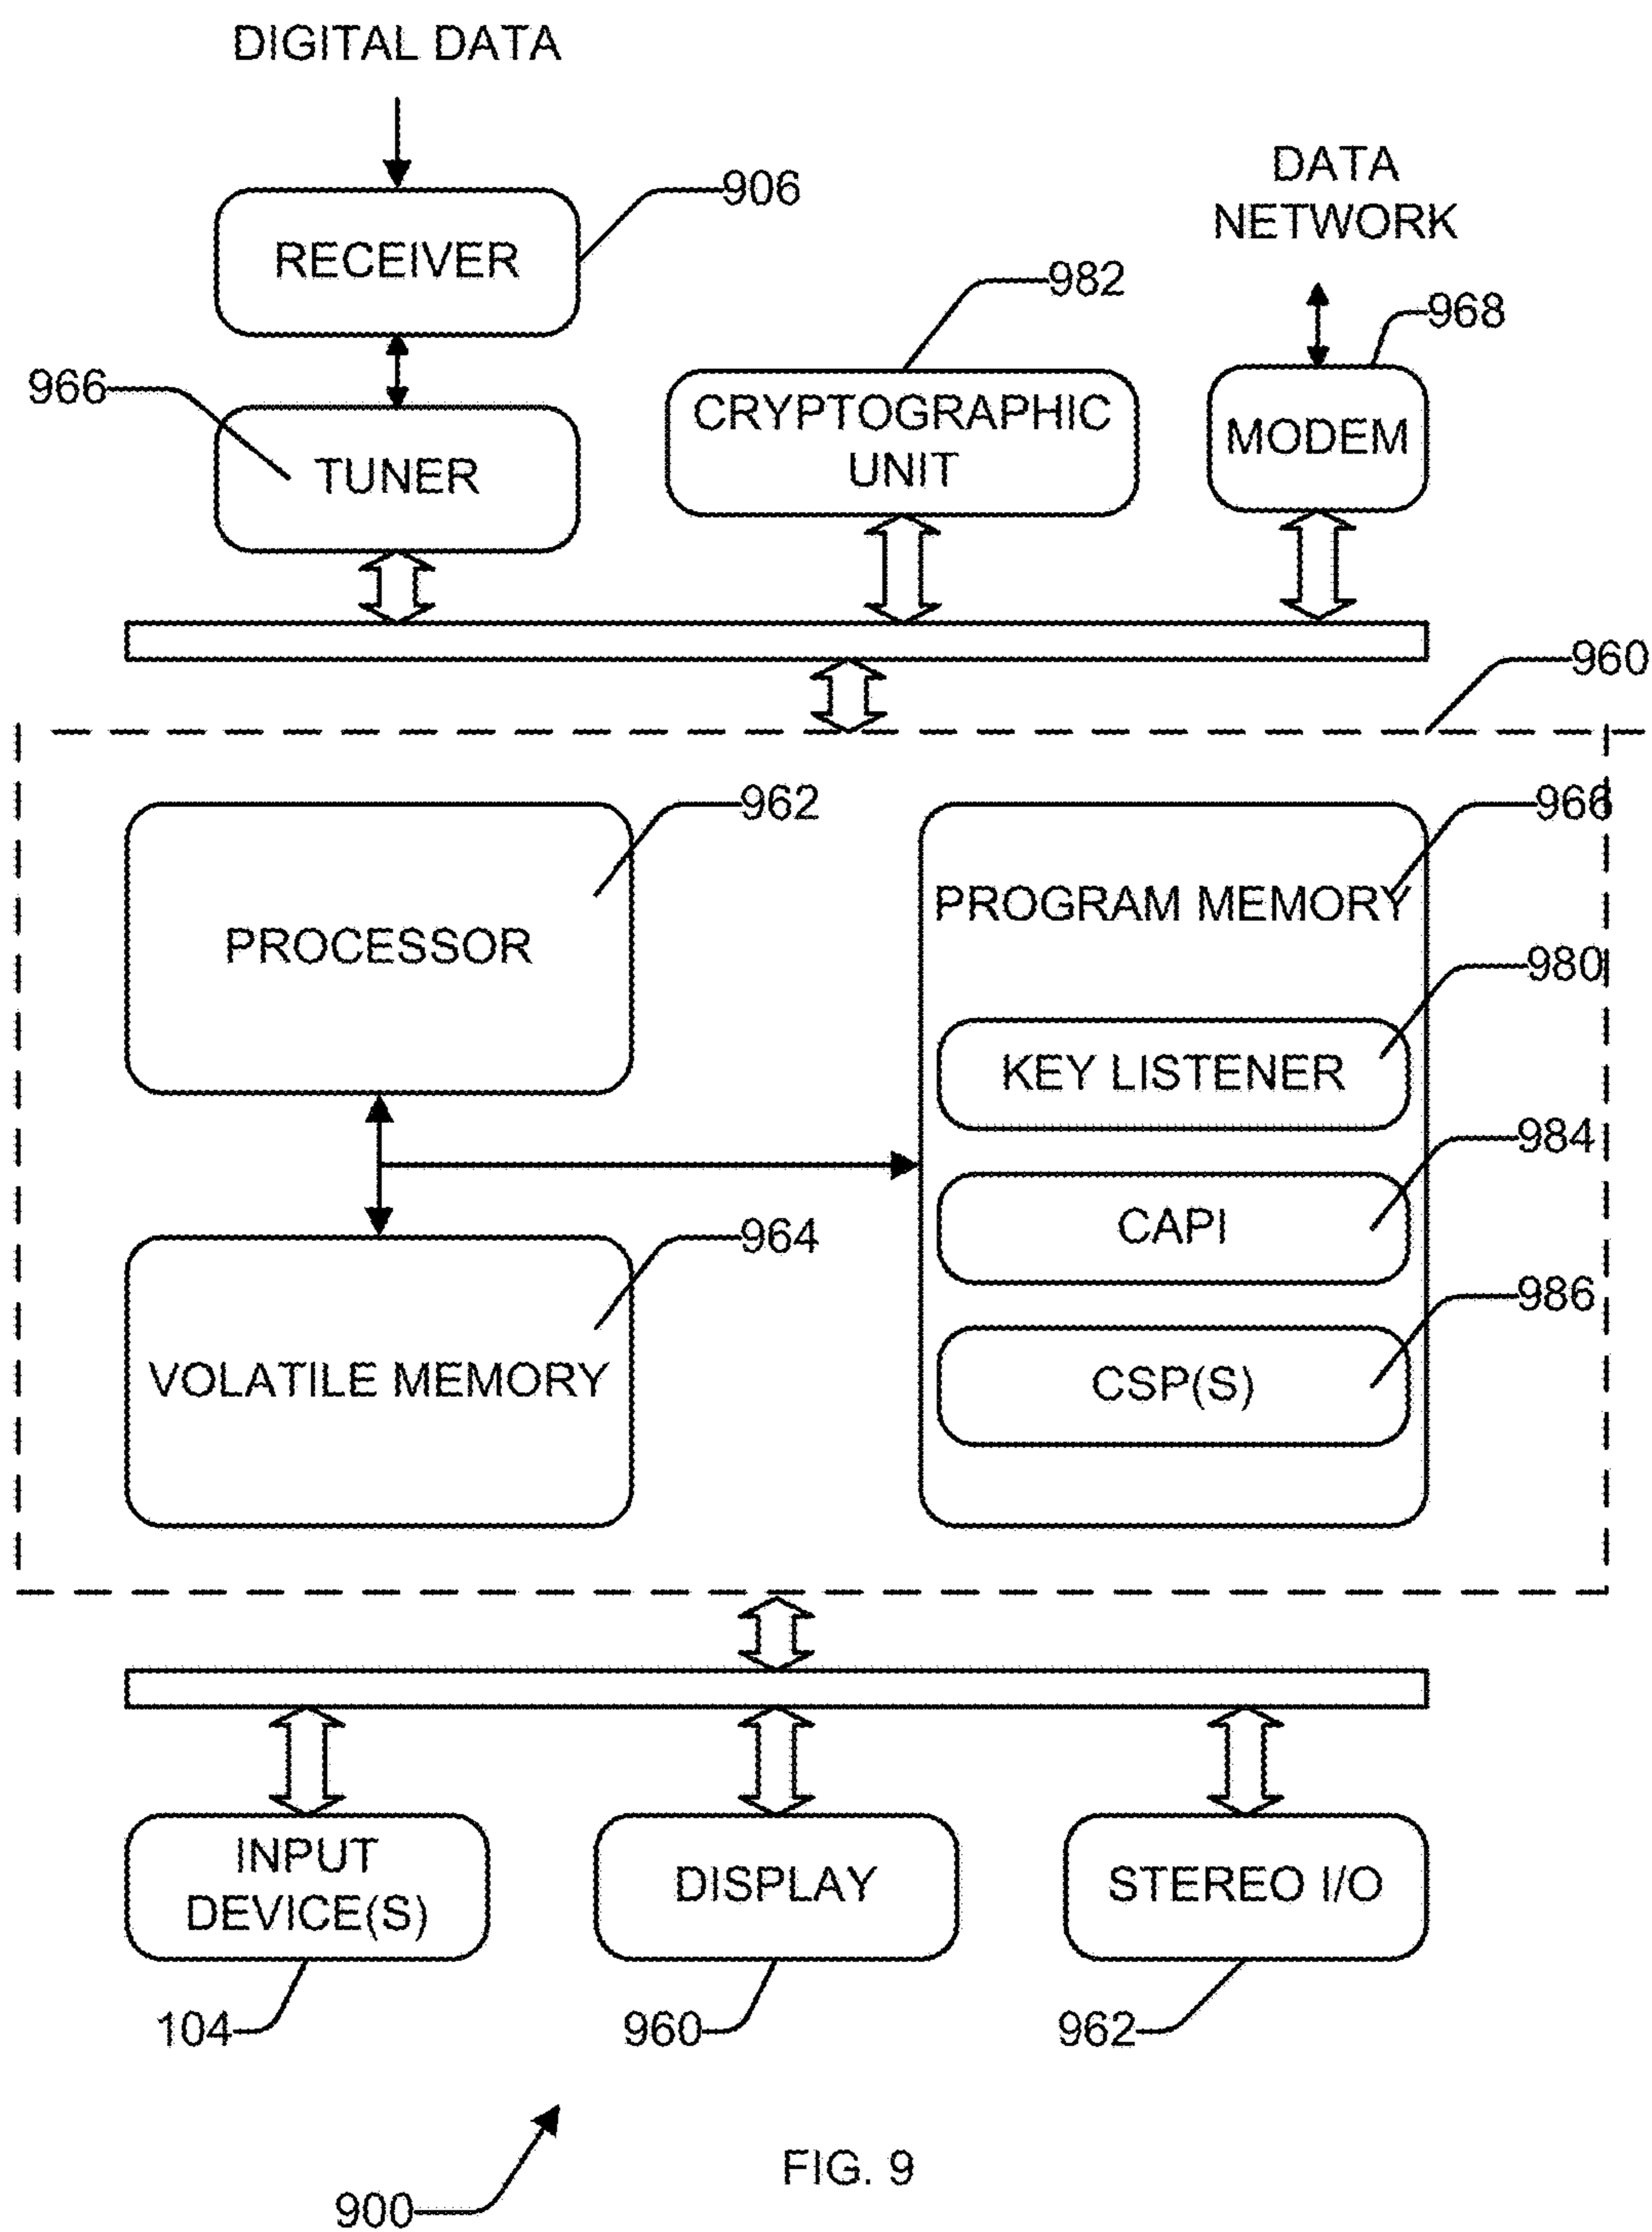 DIGITAL DATA
906
RECEIVER
DATA
NETWORK
982
968
966
TUNER
CRYPTOGRAPHIC
UNIT
MODEM
960
962
966
PROCESSOR
PROGRAM MEMORY
980
KEY LISTENER
984
CAPI
964
986
VOLATILE MEMORY
CSP(S)
INPUT
DEVICE(S)
DISPLAY
STEREO I/O
104
960
962
FIG. 9
900